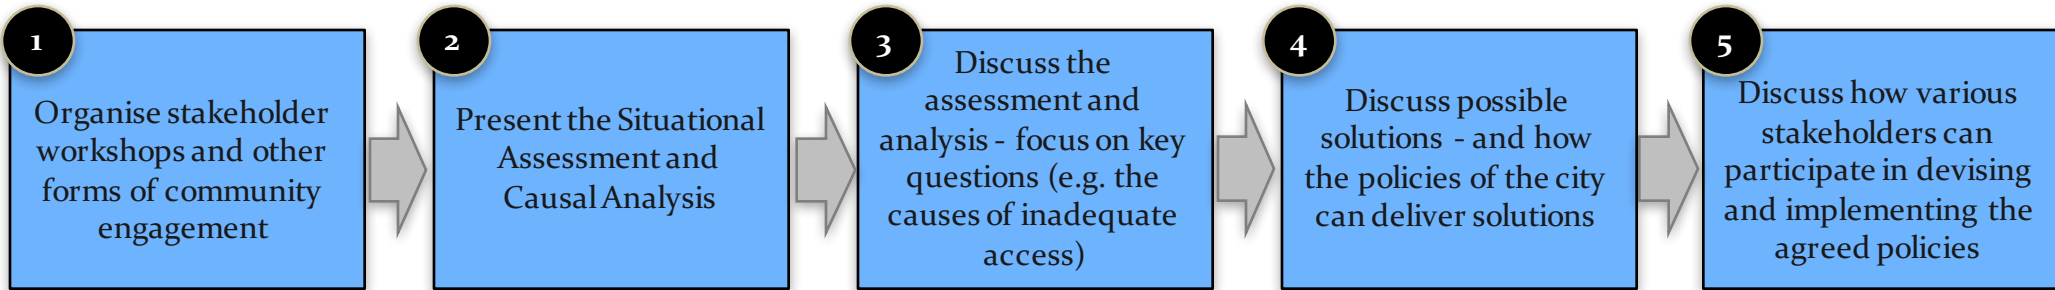 1
Organise stakeholder
workshops and other
forms of community
engagement
2
Present the Situational
Assessment and
Causal Analysis
3
Discuss the
assessment and
analysis - focus on key
questions (e.g. the
causes of inadequate
access)
4
Discuss possible
solutions - and how
the policies of the city
can deliver solutions
5
Discuss how various
stakeholders can
participate in devising
and implementing the
agreed policies